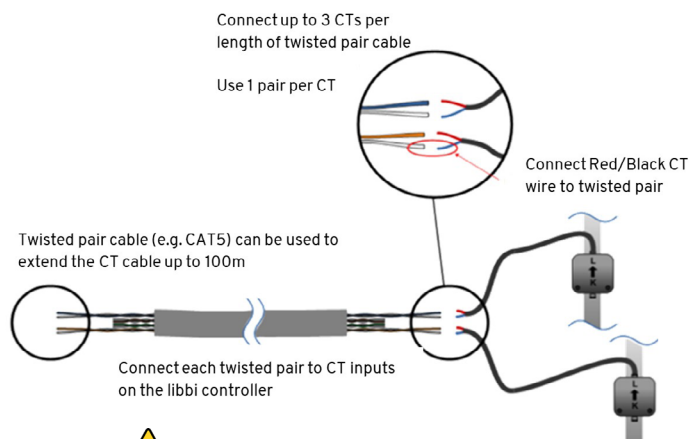 Connect up to 3 CTs per
length of twisted pair cable
Use 1 pair per CT
Connect Red/Black CT
wire to twisted pair
Twisted pair cable (e.g. CAT5) can be used to
extend the CT cable up to 100m
Connect each twisted pair to CT inputs
on the libbi controller
L
K
L
K